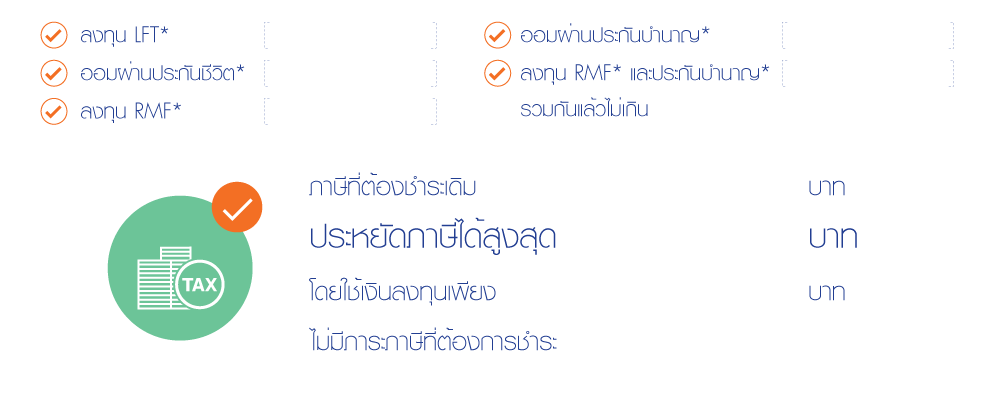 ลงทุน LFT*
ออมผ่านประกันชีวิต*
ลงทุน RMF*
ออมผ่านประกันบำนาญ*
ลงทุน RMF* และประกันบำนาญ*
รวมกันแล้วไม่เกิน
ภาษีที่ต้องชำระเดิม บาท
ประหยัดภาษีได้สูงสุด บาท
โดยใช้เงินลงทุนเพียง บาท
TAX
ไม่มีภาระภาษีที่ต้องการชำระ